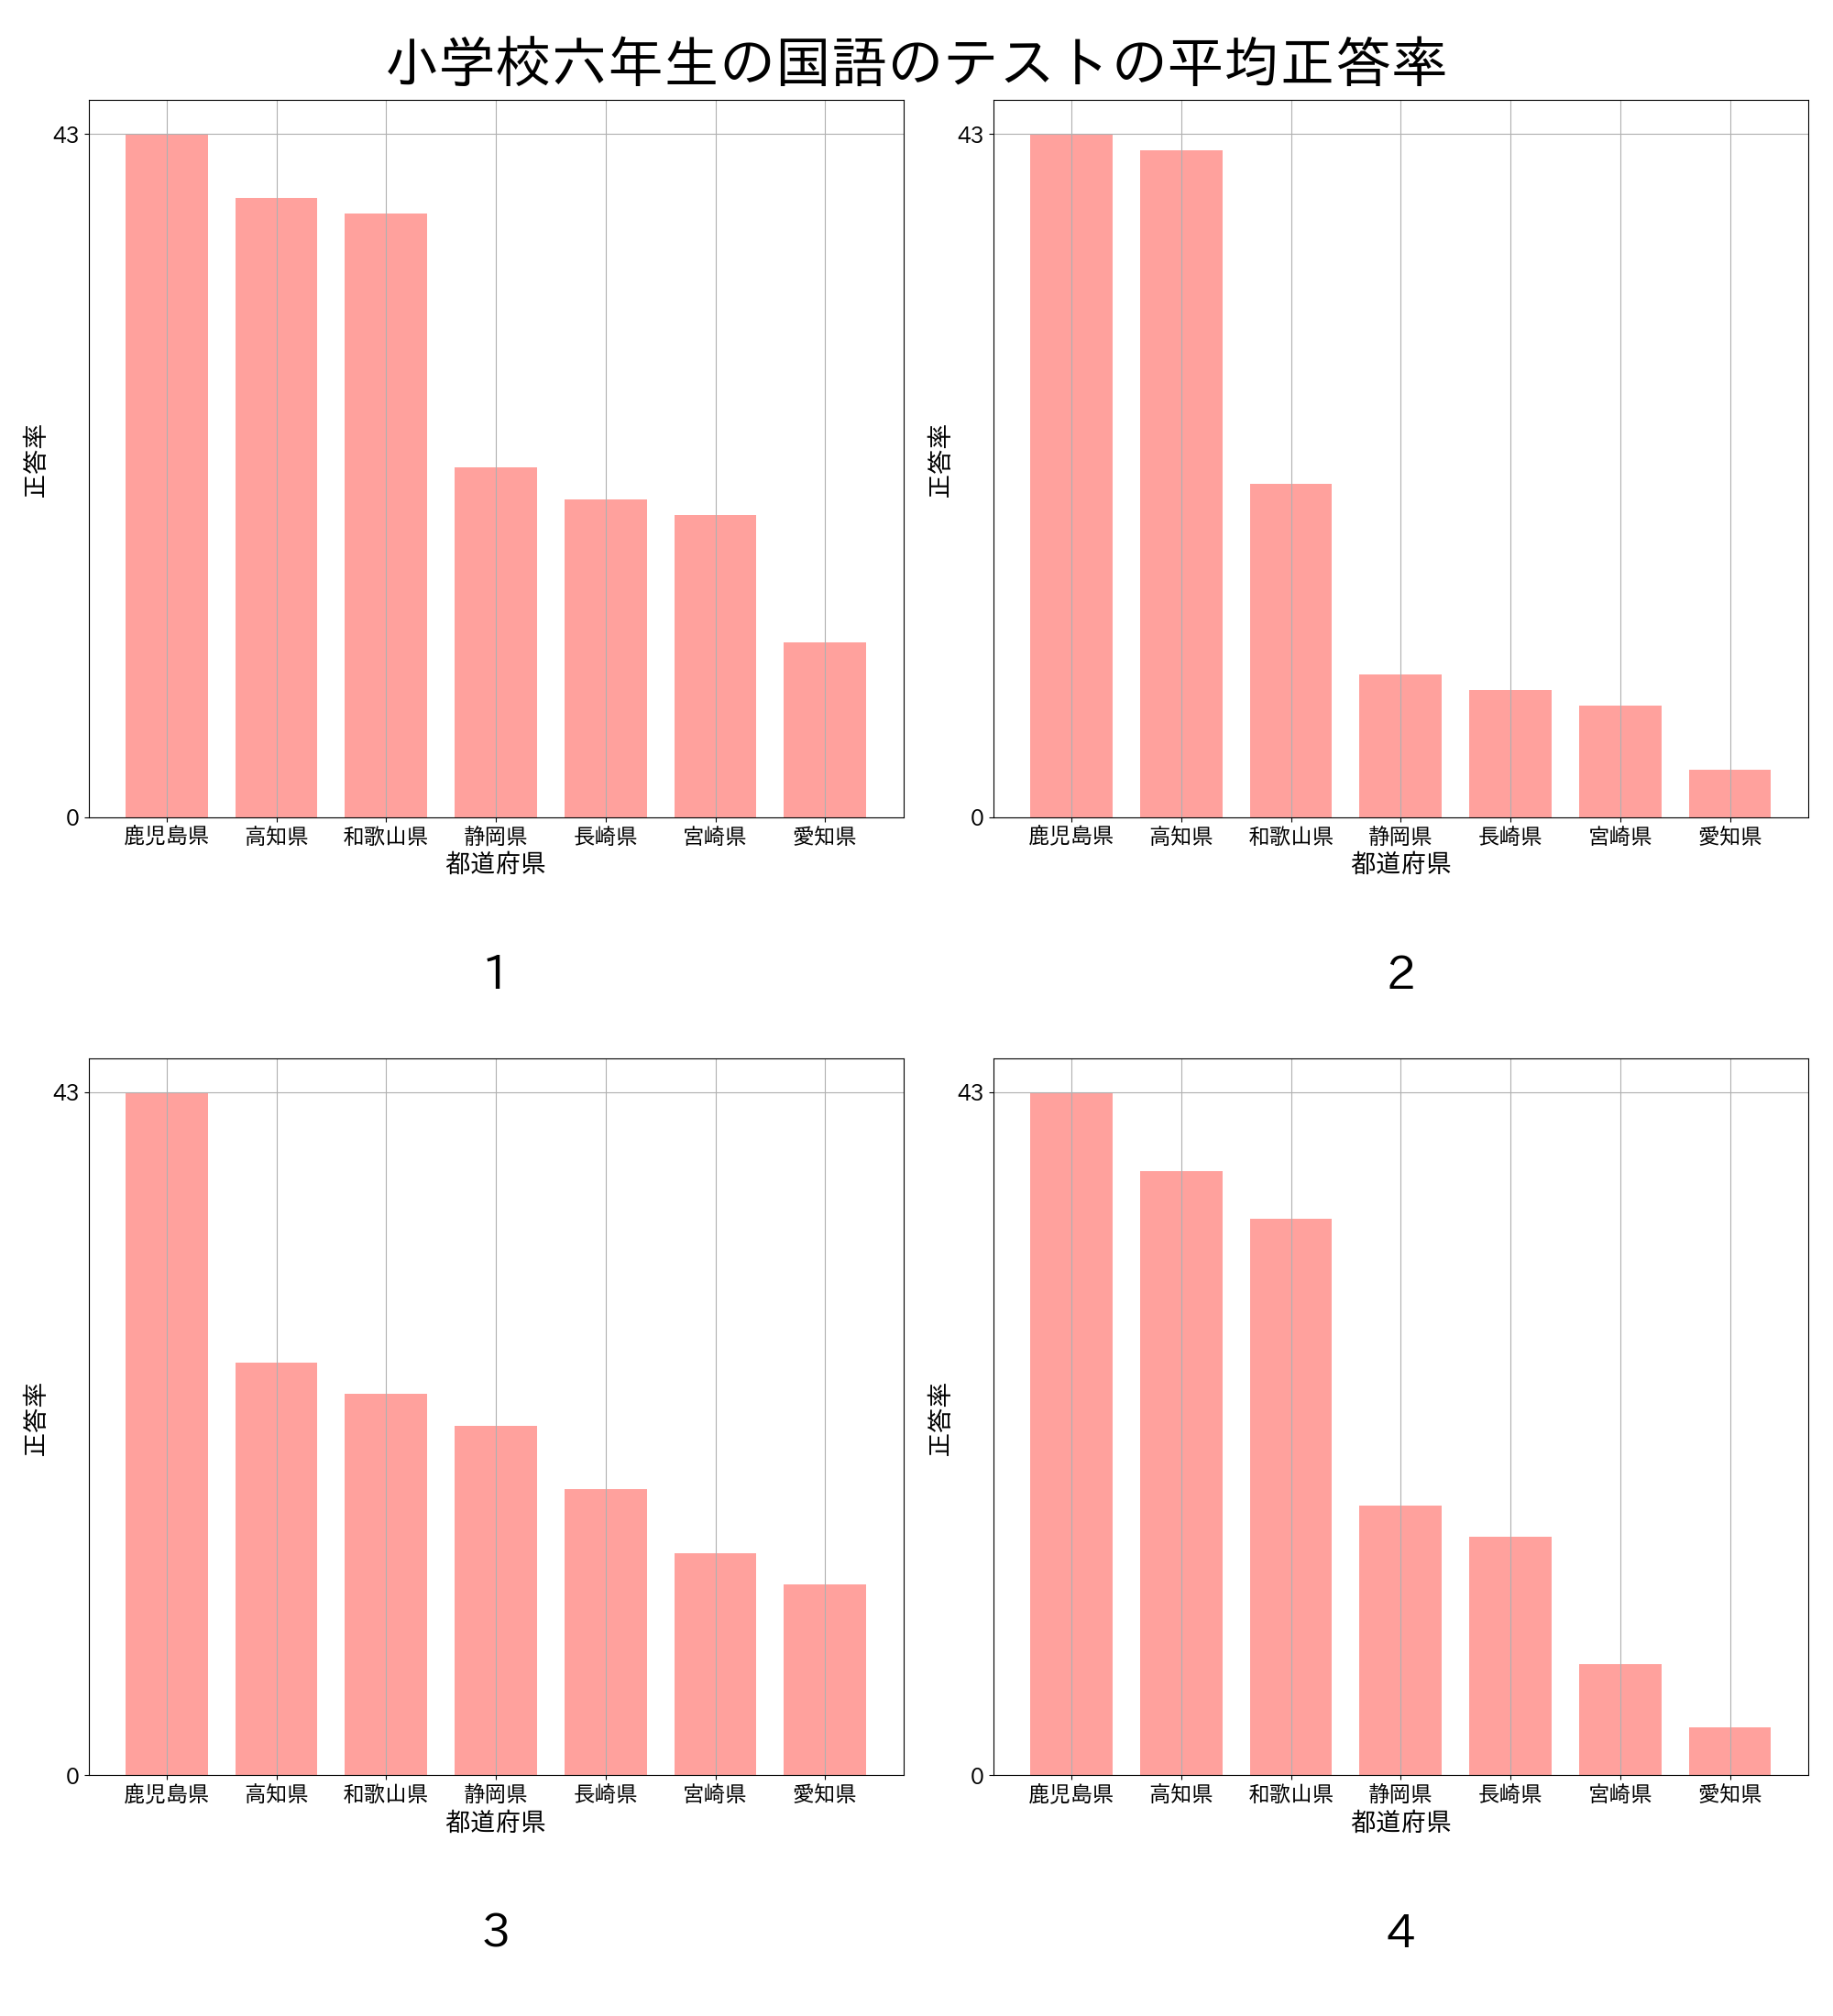 小学校六年生の国語のテストの平均正答率
43
正答率
0
鹿児島県 高知県 和歌山県 静岡県 長崎県 宮崎県 愛知県
都道府県
1
43
正答率
0
鹿児島県 高知県 和歌山県 静岡県 長崎県 宮崎県 愛知県
都道府県
2
43
正答率
0
鹿児島県 高知県 和歌山県 静岡県 長崎県 宮崎県 愛知県
都道府県
3
43
正答率
0
鹿児島県 高知県 和歌山県 静岡県 長崎県 宮崎県 愛知県
都道府県
4